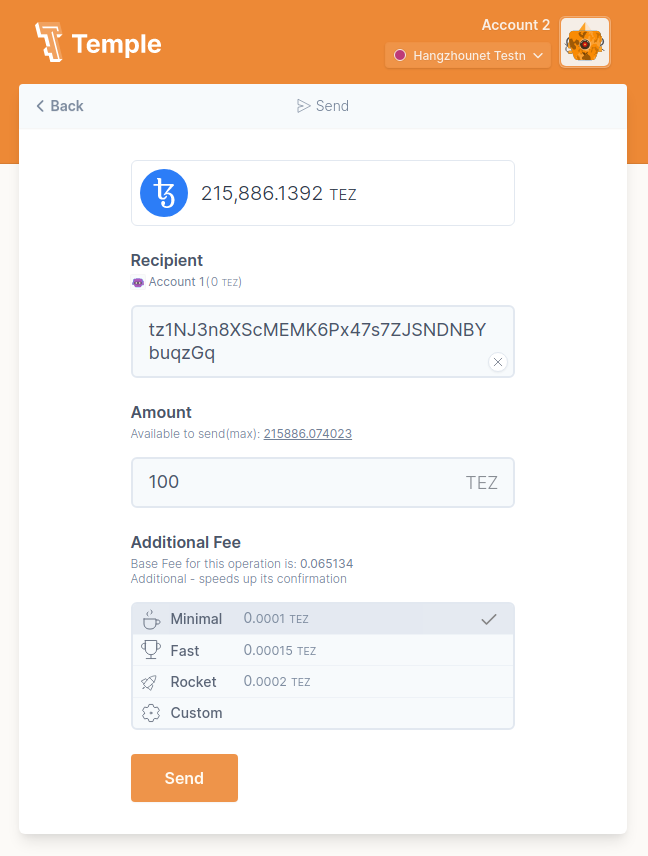 Temple
Account 2
Hangzhounet Testn
Back
Send
215,886.1392 TEZ
Recipient
Account 1 (0 TEZ)
tz1NJ3n8XScMEMK6Px47s7ZJSNDNBY
buqzGq
Amount
Available to send(max): 215886.074023
100 TEZ
Additional Fee
Base Fee for this operation is: 0.065134
Additional - speeds up its confirmation
Minimal 0.0001 TEZ
Fast 0.00015 TEZ
Rocket 0.0002 TEZ
Custom
Send